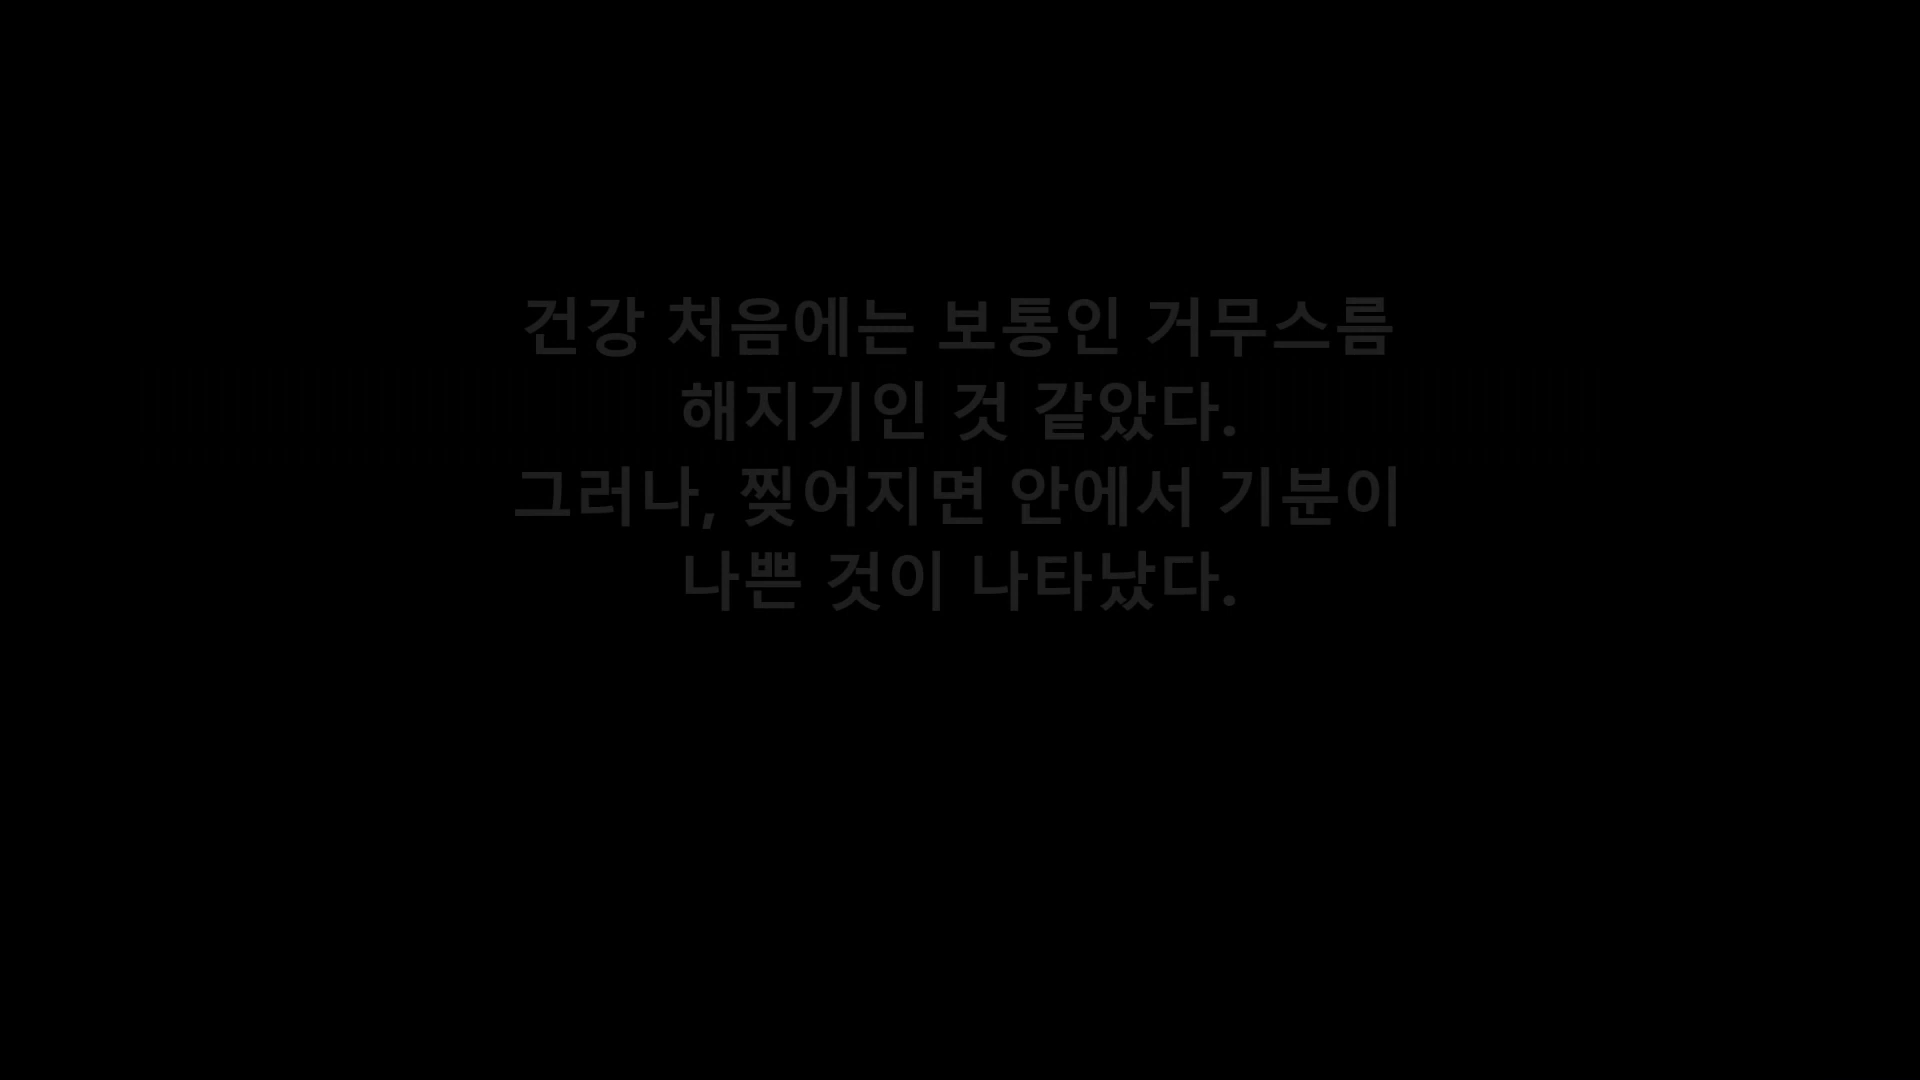 건강 처음에는 보통인 거무스름
해지기인 것 같았다.
그러나, 찢어지면 안에서 기분이
나쁜 것이 나타났다.